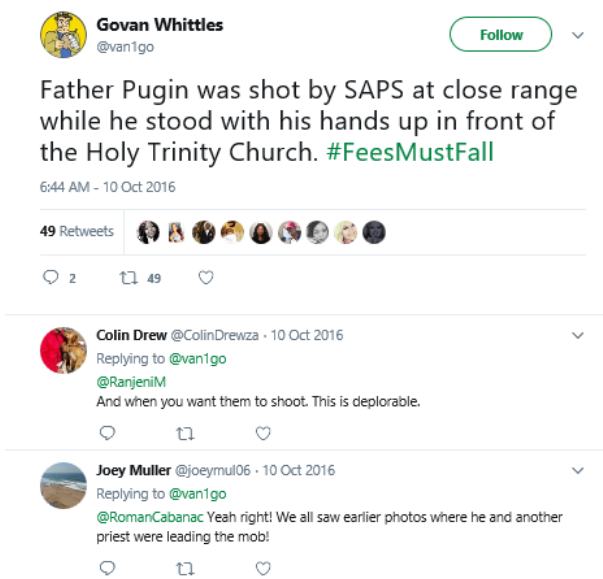 Govan Whittles
@van1go
Follow
Father Pugin was shot by SAPS at close range
while he stood with his hands up in front of
the Holy Trinity Church. #FeesMustFall
6:44 AM - 10 Oct 2016
49 Retweets
2 49
Colin Drew @ColinDrewza · 10 Oct 2016
Replying to @van1go
@RanjeniM
And when you want them to shoot. This is deplorable.
Joey Muller @joeymul06 · 10 Oct 2016
Replying to @van1go
@RomanCabanac Yeah right! We all saw earlier photos where he and another
priest were leading the mob!